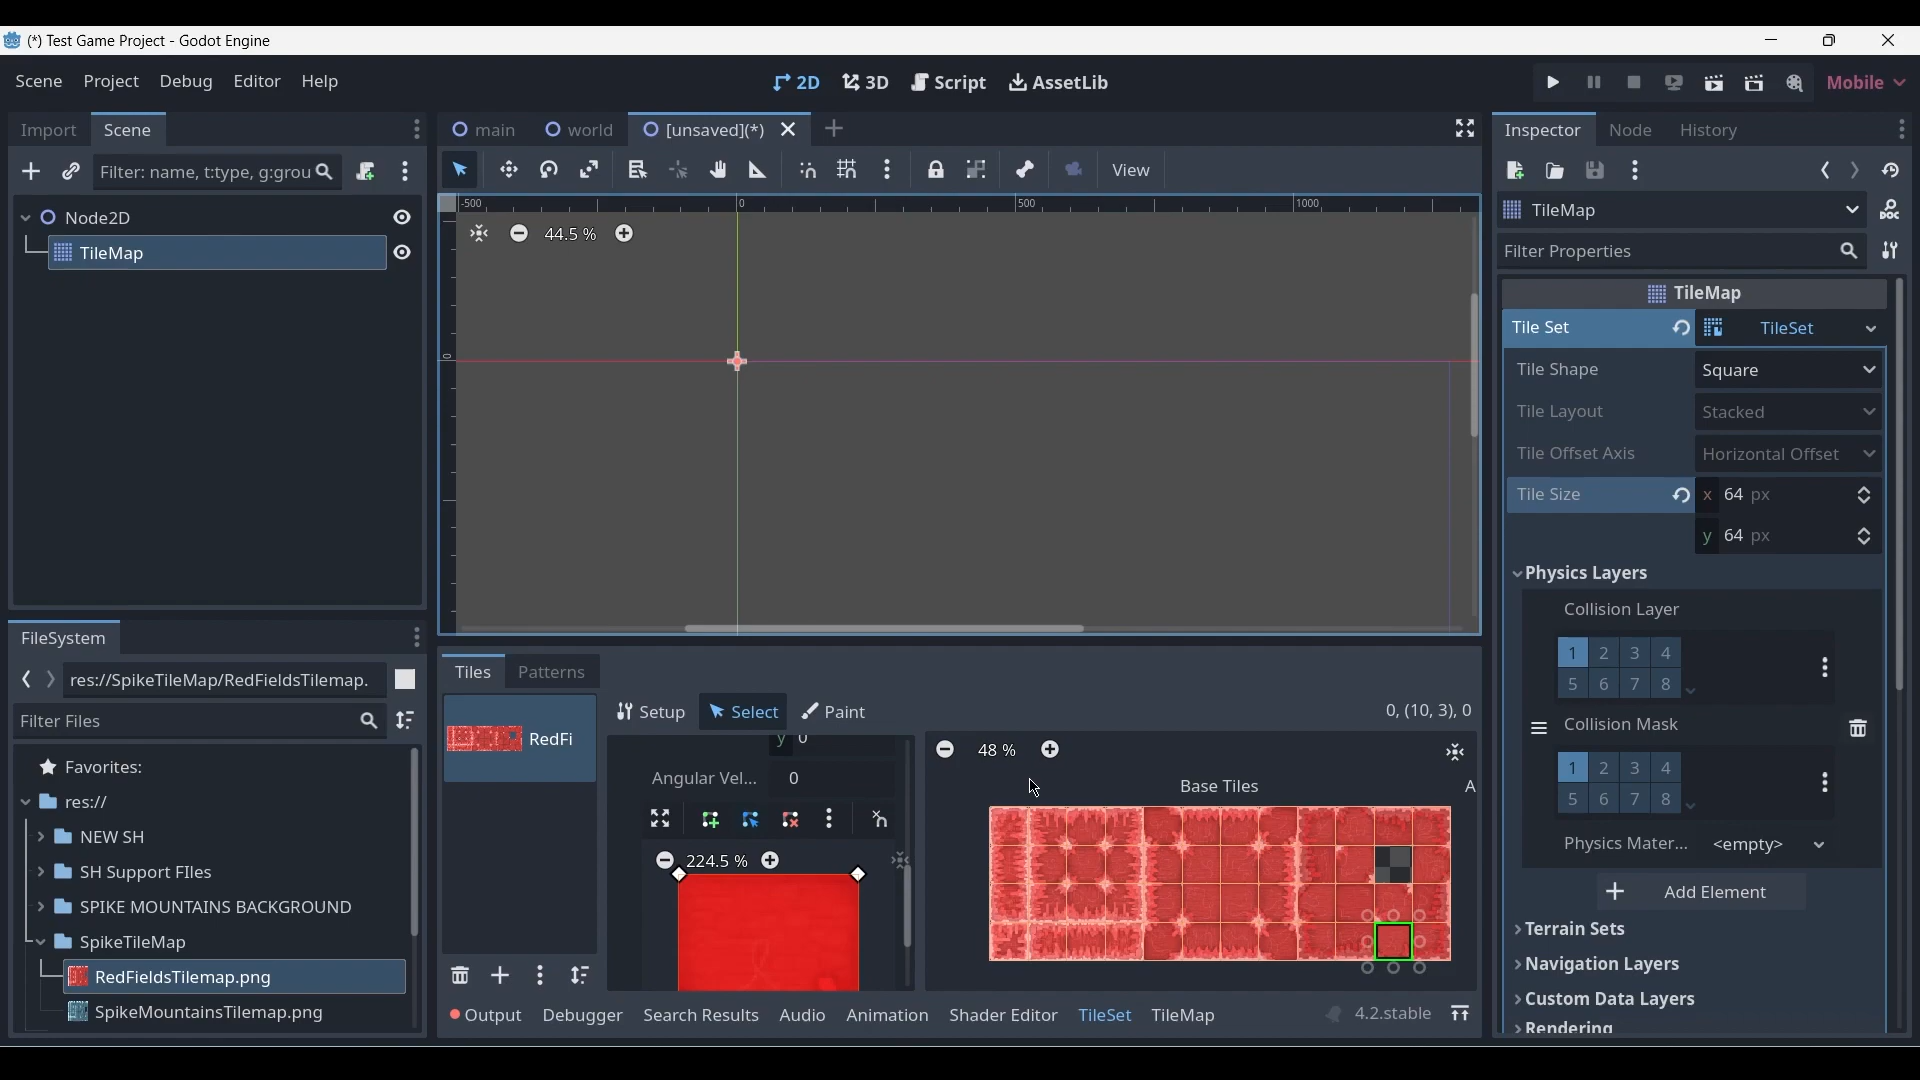 (*) Test Game Project - Godot Engine
Scene Project Debug Editor Help
2D 3D Script AssetLib
Mobile
Import Scene
Filter: name, t:type, g:grou
Node2D
TileMap
FileSystem
res://SpikeTileMap/RedFieldsTilemap.
Filter Files
Favorites:
res://
NEW SH
SH Support FIles
SPIKE MOUNTAINS BACKGROUND
SpikeTileMap
RedFieldsTilemap.png
SpikeMountainsTilemap.png
main world [unsaved](*)
View
-500 0 500 1000
44.5 %
0
Tiles Patterns
RedFi
Setup Select Paint
0, (10, 3), 0
y 0
Angular Vel... 0
224.5 %
48 %
Base Tiles A
Output Debugger Search Results Audio Animation Shader Editor TileSet TileMap
4.2.stable
Inspector Node History
TileMap
Filter Properties
TileMap
Tile Set TileSet
Tile Shape Square
Tile Layout Stacked
Tile Offset Axis Horizontal Offset
Tile Size x 64 px
y 64 px
Physics Layers
Collision Layer
1 2 3 4
5 6 7 8
Collision Mask
1 2 3 4
5 6 7 8
Physics Mater... <empty>
Add Element
Terrain Sets
Navigation Layers
Custom Data Layers
Rendering